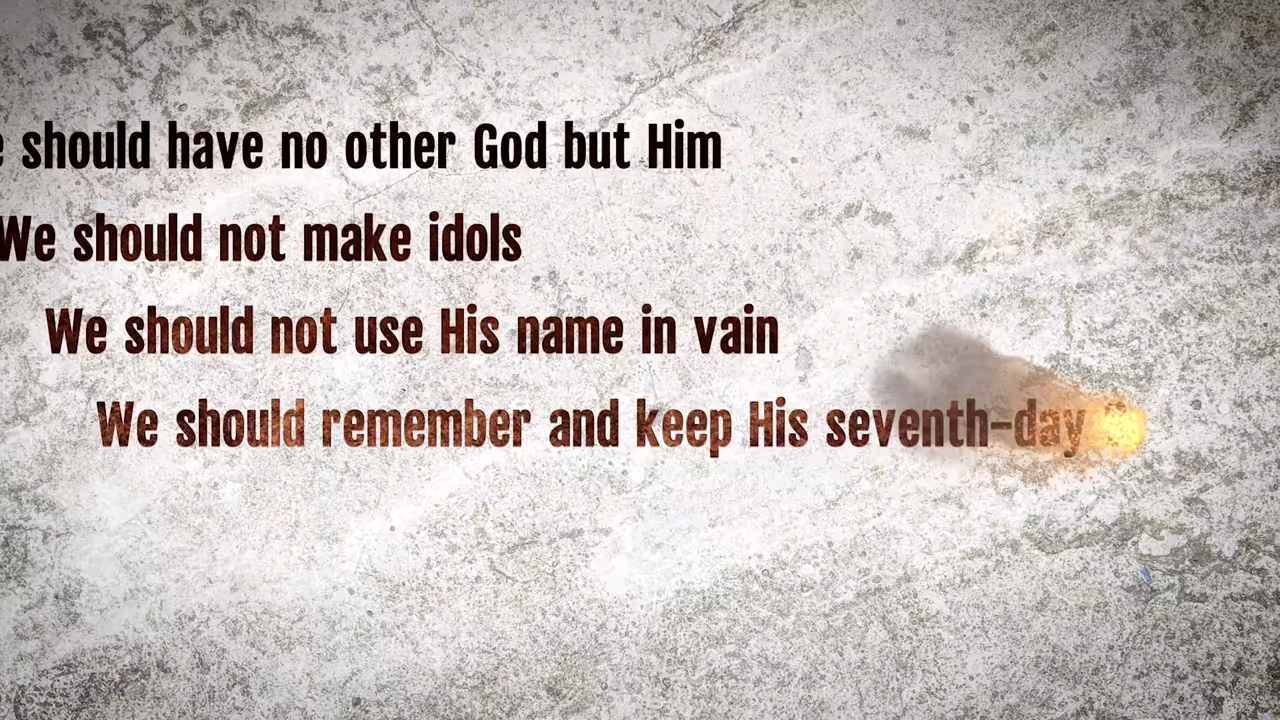 should have no other God but Him
We should not make idols
We should not use His name in vain
We should remember and keep His seventh-day